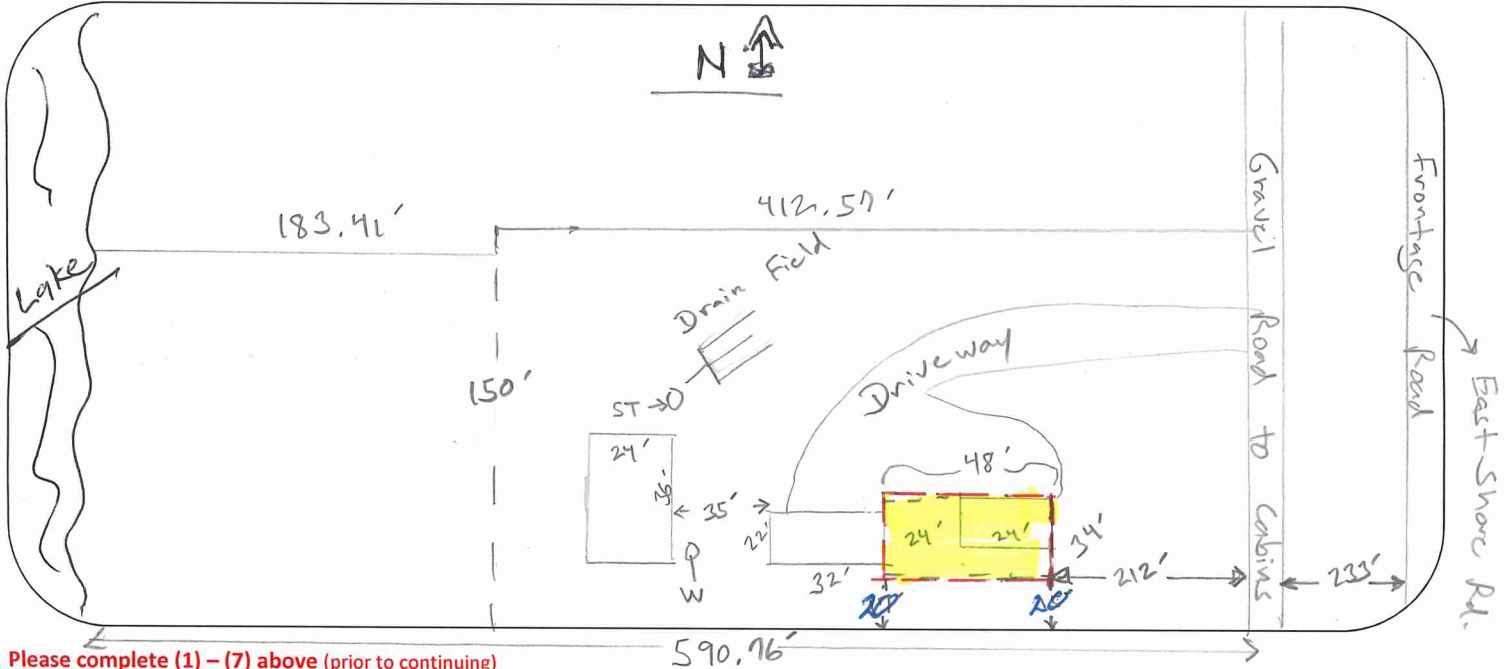 N
183.41'
412.57'
Lake
Drain Field
Driveway
150'
ST
24'
36'
35'
22'
32'
48'
24'
24'
34'
212'
233'
W
20'
20'
590.76'
Gravel Road to Cabins
Frontage Road
East Shore Rd.
Please complete (1) – (7) above (prior to continuing)